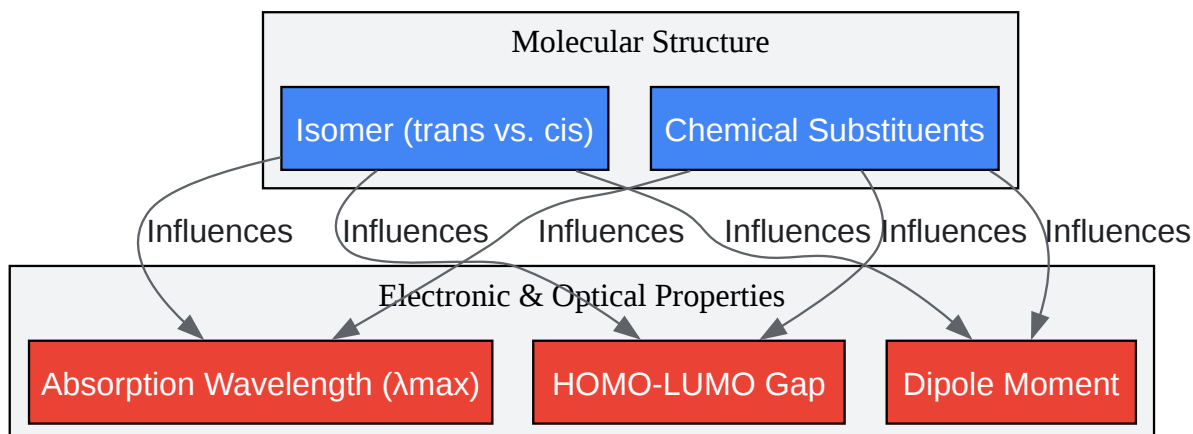 Molecular Structure
Isomer (trans vs. cis)
Chemical Substituents
Influences
Influences
Influences
Influences
Influences
Influences
Electronic & Optical Properties
Absorption Wavelength (λmax)
HOMO-LUMO Gap
Dipole Moment